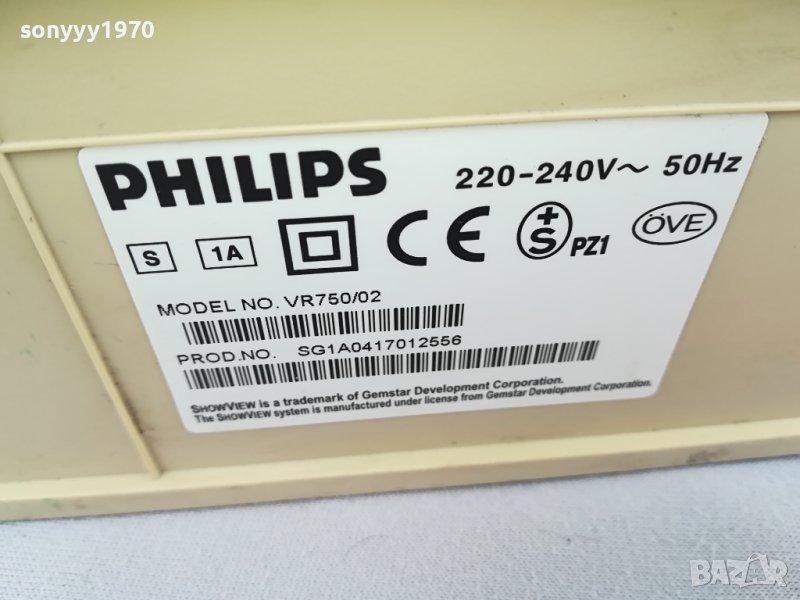 sonyyy1970
PHILIPS
220-240V~ 50Hz
S 1A CE +S PZ1 ÖVE
MODEL NO. VR750/02
PROD.NO. SG1A0417012556
SHOWVIEW is a trademark of Gemstar Development Corporation.
The SHOWVIEW system is manufactured under license from Gemstar Development Corporation.
BAZAR